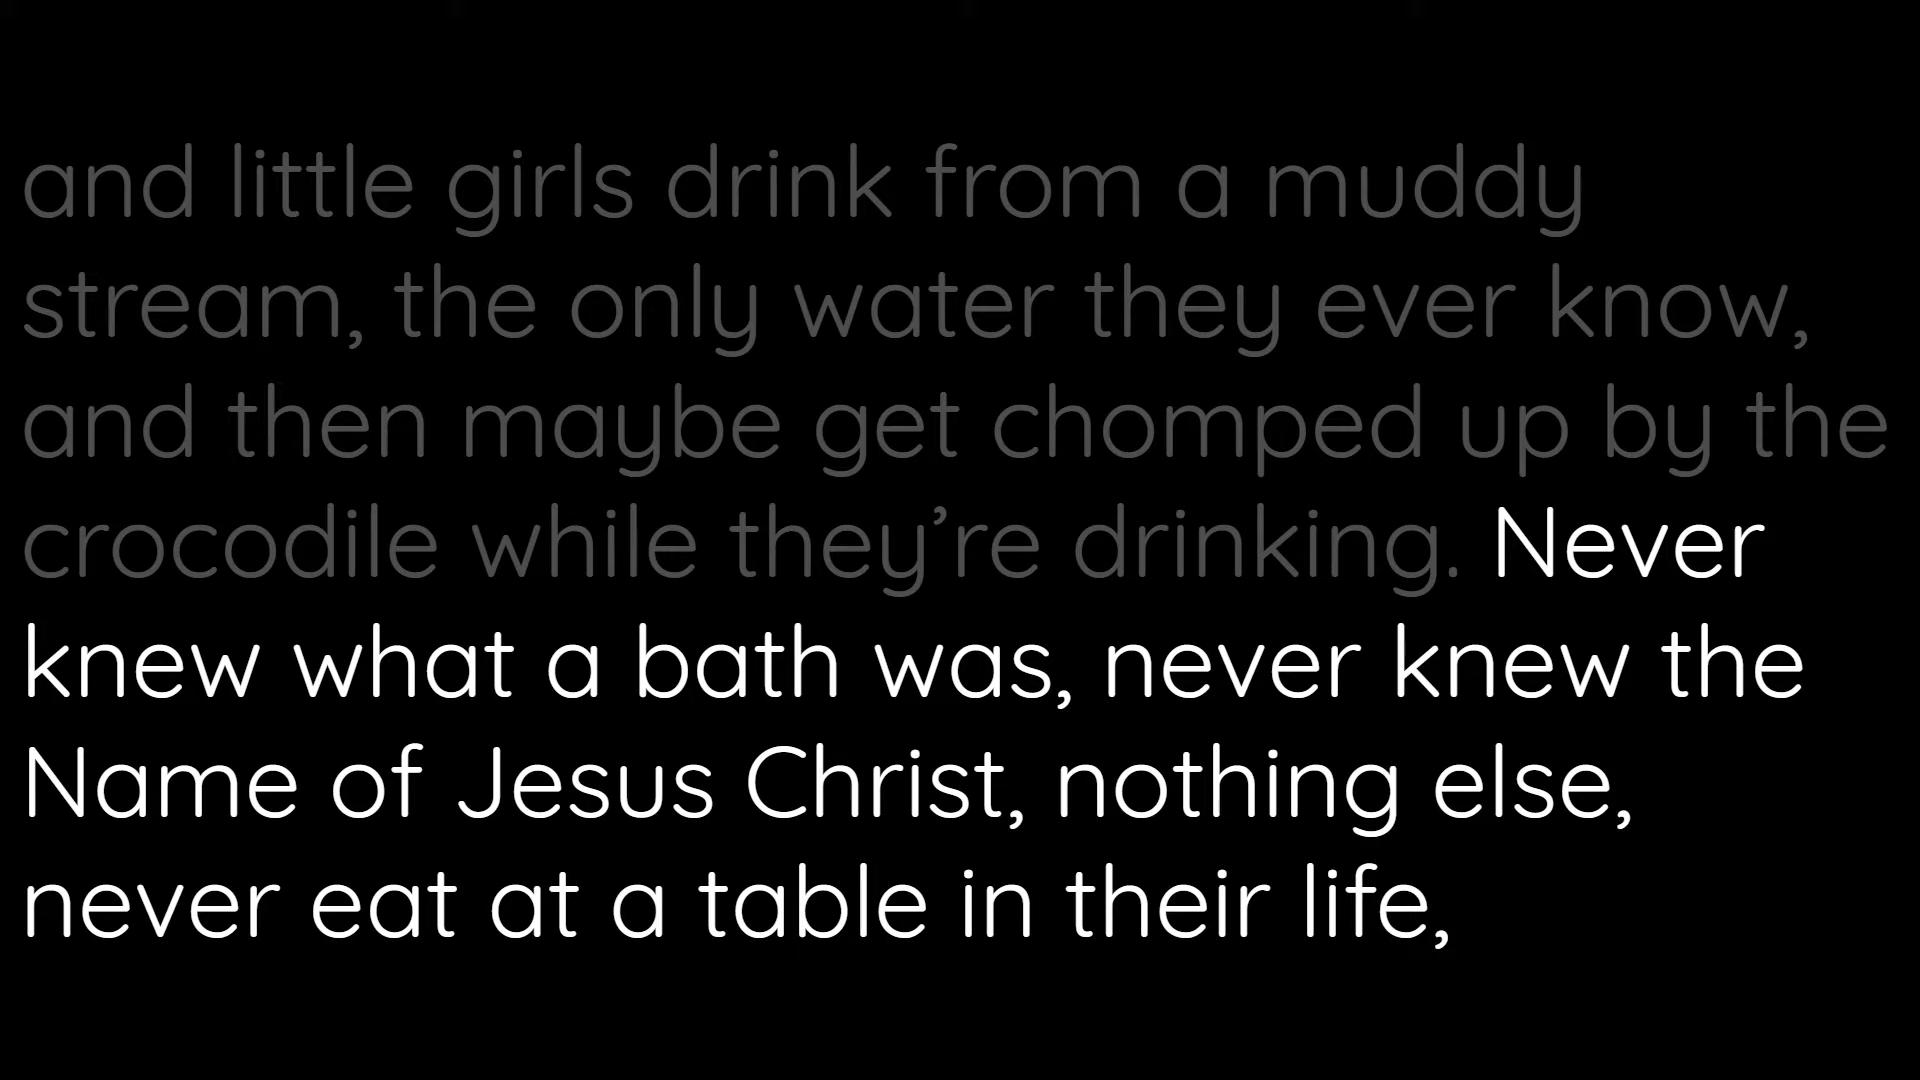 and little girls drink from a muddy
stream, the only water they ever know,
and then maybe get chomped up by the
crocodile while they’re drinking. Never
knew what a bath was, never knew the
Name of Jesus Christ, nothing else,
never eat at a table in their life,